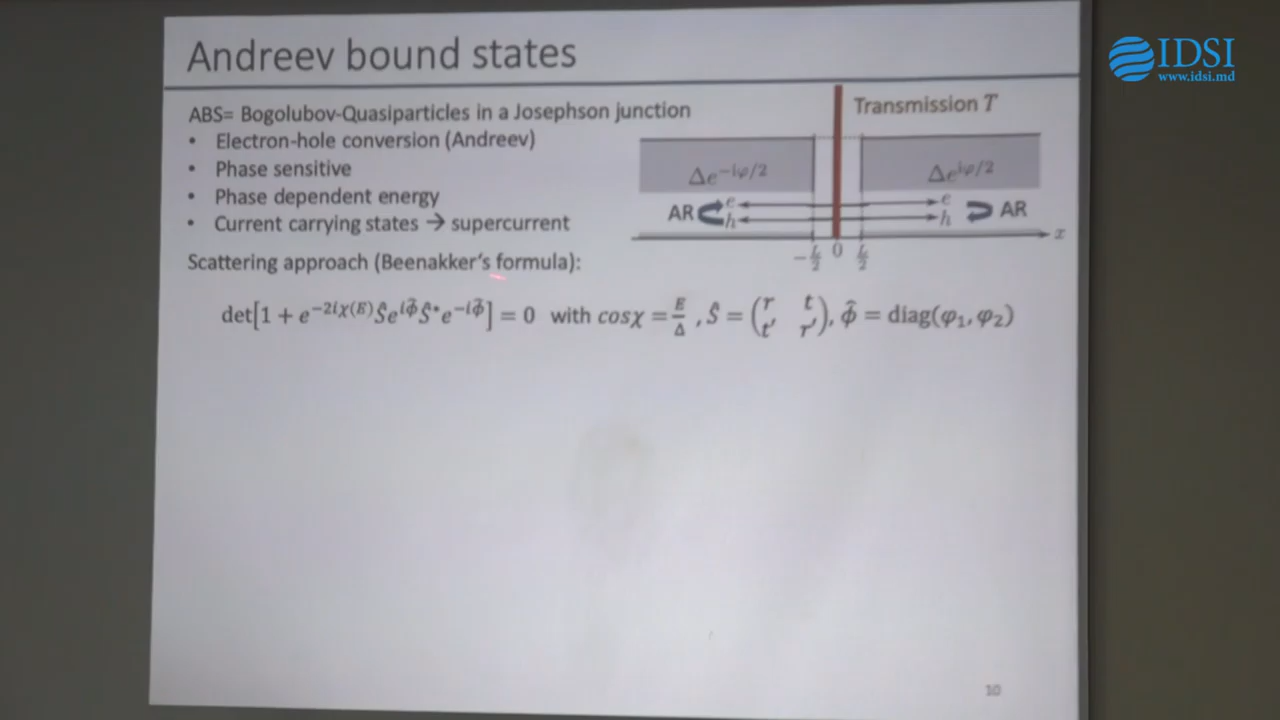 Andreev bound states
IDSI
www.idsi.md
ABS= Bogolubov-Quasiparticles in a Josephson junction
• Electron-hole conversion (Andreev)
• Phase sensitive
• Phase dependent energy
• Current carrying states → supercurrent
Transmission T
Δe^{-iφ/2} Δe^{iφ/2}
AR e e AR
h h
x
-L/2 0 L/2
Scattering approach (Beenakker's formula):
det[1 + e^{-2iχ(E)}Ŝe^{iΦ̂}Ŝ*e^{-iΦ̂}] = 0 with cosχ = E/Δ, Ŝ = (r t t' r'), Φ̂ = diag(φ₁, φ₂)
10